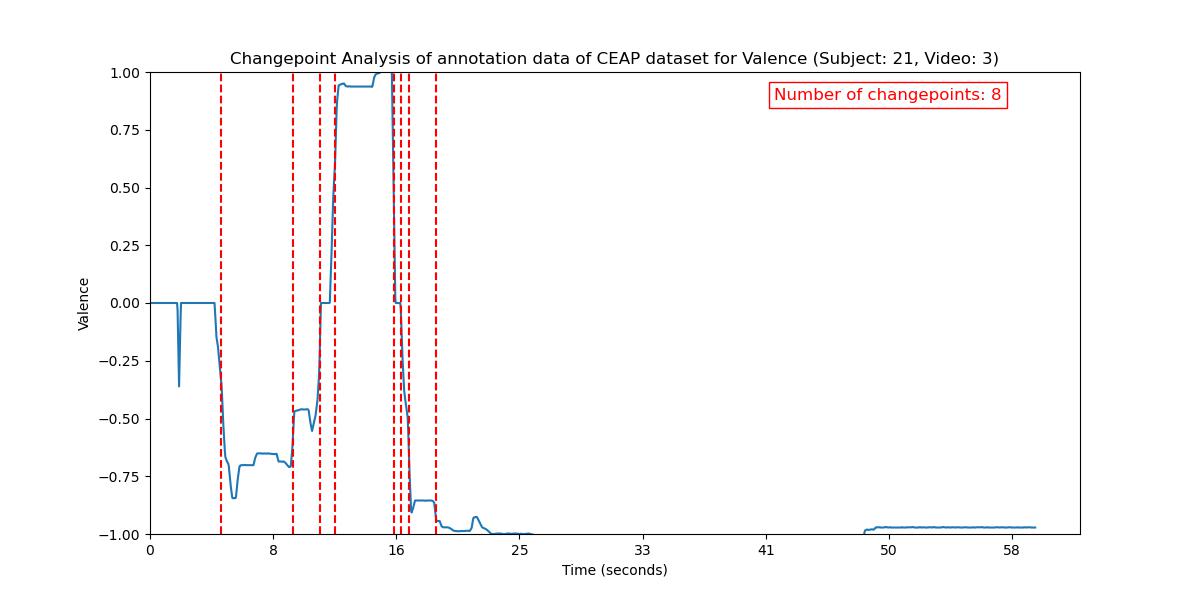 Changepoint Analysis of annotation data of CEAP dataset for Valence (Subject: 21, Video: 3)
Number of changepoints: 8
1.00
0.75
0.50
0.25
0.00
−0.25
−0.50
−0.75
−1.00
Valence
0 8 16 25 33 41 50 58
Time (seconds)